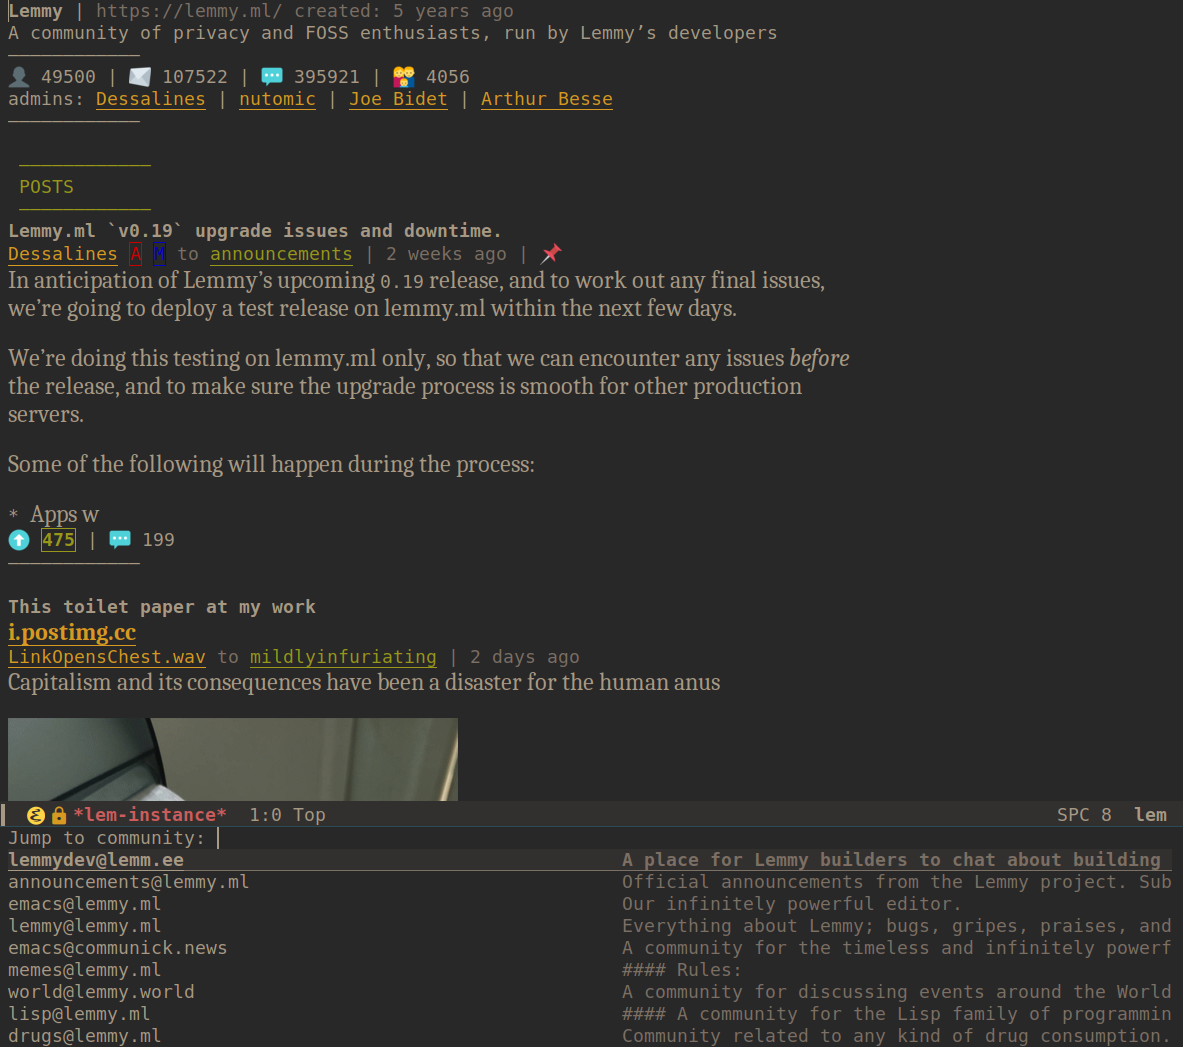 Lemmy | https://lemmy.ml/ created: 5 years ago
A community of privacy and FOSS enthusiasts, run by Lemmy’s developers
49500 | 107522 | 395921 | 4056
admins: Dessalines | nutomic | Joe Bidet | Arthur Besse
POSTS
Lemmy.ml `v0.19` upgrade issues and downtime.
Dessalines A M to announcements | 2 weeks ago |
In anticipation of Lemmy’s upcoming 0.19 release, and to work out any final issues,
we’re going to deploy a test release on lemmy.ml within the next few days.
We’re doing this testing on lemmy.ml only, so that we can encounter any issues before
the release, and to make sure the upgrade process is smooth for other production
servers.
Some of the following will happen during the process:
* Apps w
475 | 199
This toilet paper at my work
i.postimg.cc
LinkOpensChest.wav to mildlyinfuriating | 2 days ago
Capitalism and its consequences have been a disaster for the human anus
*lem-instance* 1:0 Top SPC 8 lem
Jump to community:
lemmydev@lemm.ee A place for Lemmy builders to chat about building
announcements@lemmy.ml Official announcements from the Lemmy project. Sub
emacs@lemmy.ml Our infinitely powerful editor.
lemmy@lemmy.ml Everything about Lemmy; bugs, gripes, praises, and
emacs@communick.news A community for the timeless and infinitely powerf
memes@lemmy.ml #### Rules:
world@lemmy.world A community for discussing events around the World
lisp@lemmy.ml #### A community for the Lisp family of programmin
drugs@lemmy.ml Community related to any kind of drug consumption.